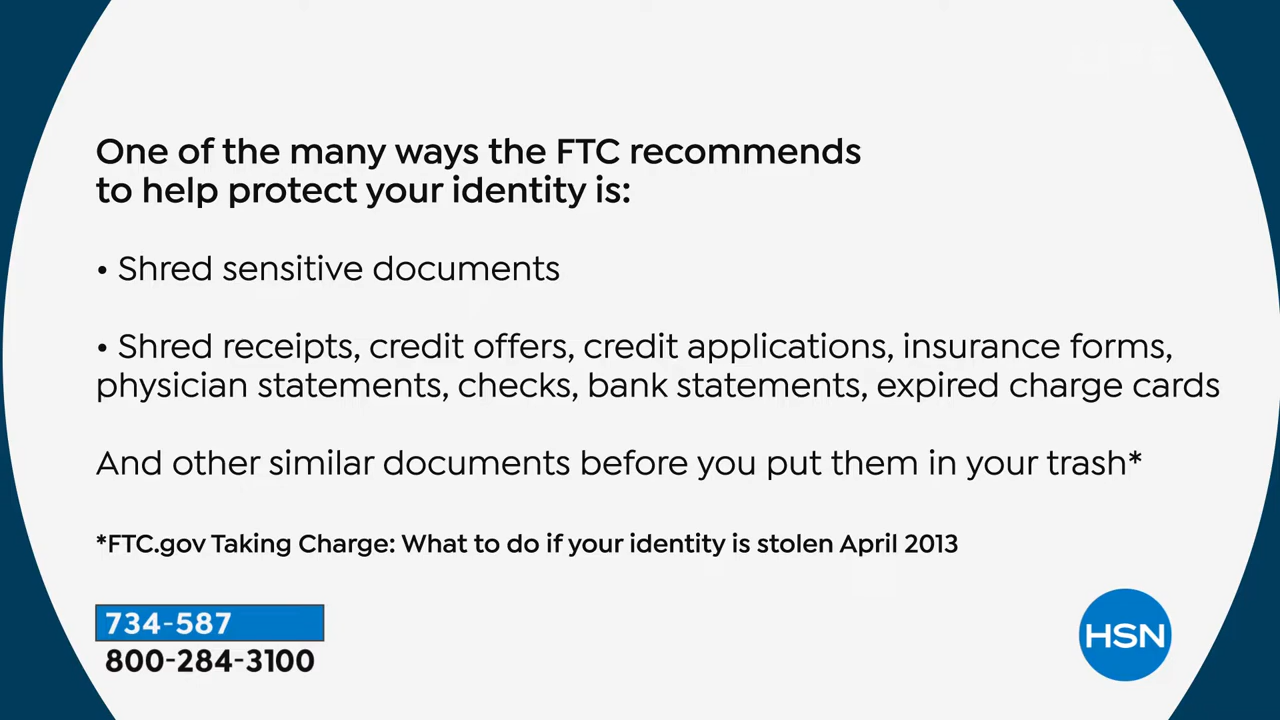 One of the many ways the FTC recommends
to help protect your identity is:
• Shred sensitive documents
• Shred receipts, credit offers, credit applications, insurance forms,
physician statements, checks, bank statements, expired charge cards
And other similar documents before you put them in your trash*
*FTC.gov Taking Charge: What to do if your identity is stolen April 2013
734-587
800-284-3100
HSN